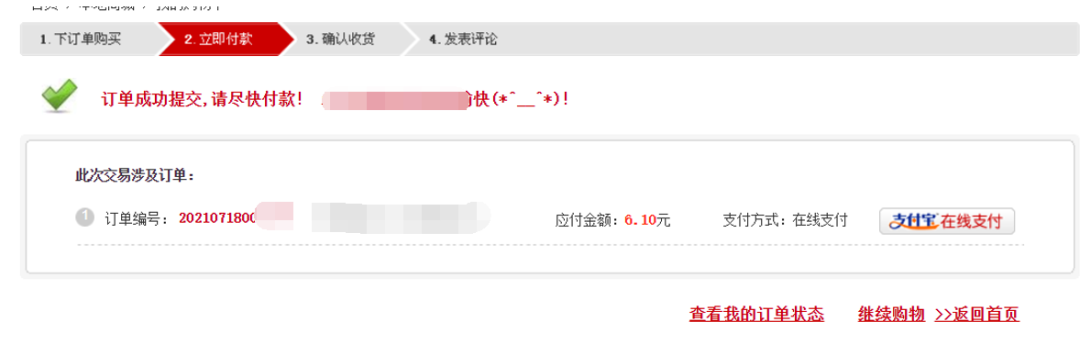 1.下订单购买 2.立即付款 3.确认收货 4.发表评论
订单成功提交,请尽快付款! 快(*^__^*)!
此次交易涉及订单:
1 订单编号: 2021071800 应付金额: 6.10元 支付方式: 在线支付 支付宝在线支付
查看我的订单状态 继续购物 >>返回首页